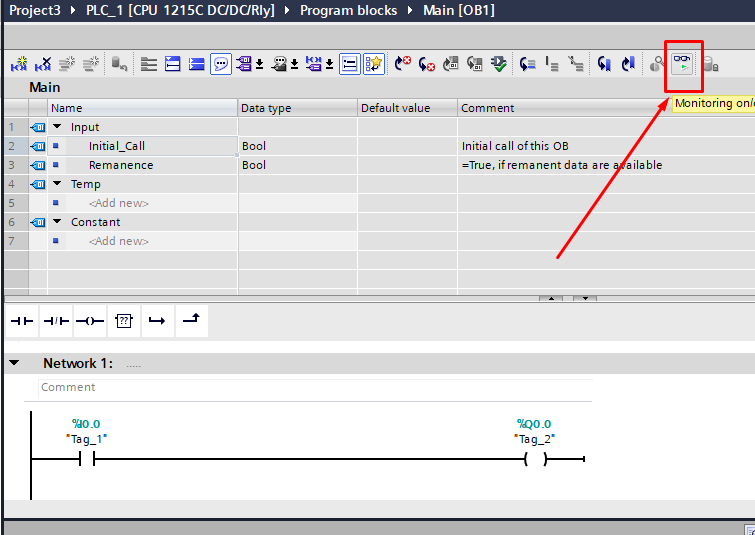 Project3 ▸ PLC_1 [CPU 1215C DC/DC/Rly] ▸ Program blocks ▸ Main [OB1]
Monitoring on/
Main
Name Data type Default value Comment
1 Input
2 Initial_Call Bool Initial call of this OB
3 Remanence Bool =True, if remanent data are available
4 Temp
5 <Add new>
6 Constant
7 <Add new>
??
Network 1: .....
Comment
%I0.0 %Q0.0
"Tag_1" "Tag_2"